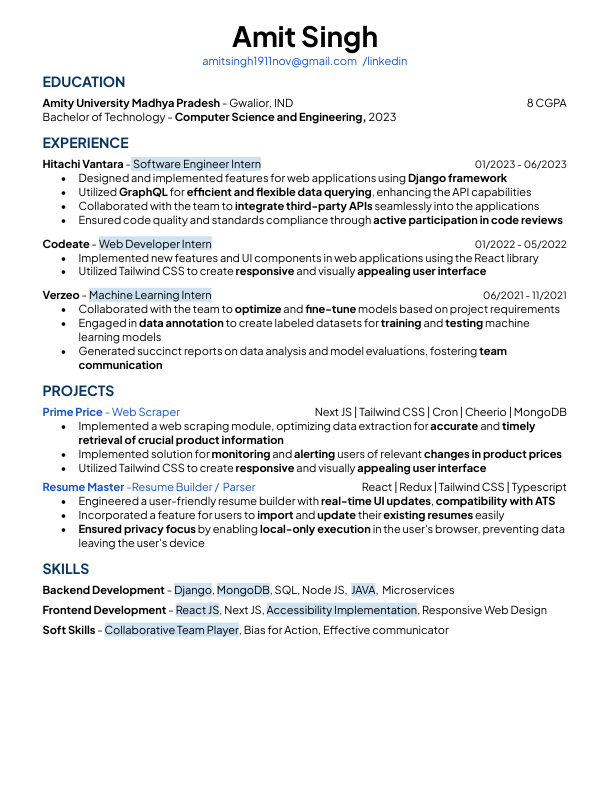 Amit Singh
amitsingh1911nov@gmail.com /linkedin
EDUCATION
Amity University Madhya Pradesh - Gwalior, IND 8 CGPA
Bachelor of Technology - Computer Science and Engineering, 2023
EXPERIENCE
Hitachi Vantara - Software Engineer Intern 01/2023 - 06/2023
• Designed and implemented features for web applications using Django framework
• Utilized GraphQL for efficient and flexible data querying, enhancing the API capabilities
• Collaborated with the team to integrate third-party APIs seamlessly into the applications
• Ensured code quality and standards compliance through active participation in code reviews
Codeate - Web Developer Intern 01/2022 - 05/2022
• Implemented new features and UI components in web applications using the React library
• Utilized Tailwind CSS to create responsive and visually appealing user interface
Verzeo - Machine Learning Intern 06/2021 - 11/2021
• Collaborated with the team to optimize and fine-tune models based on project requirements
• Engaged in data annotation to create labeled datasets for training and testing machine
learning models
• Generated succinct reports on data analysis and model evaluations, fostering team
communication
PROJECTS
Prime Price - Web Scraper Next JS | Tailwind CSS | Cron | Cheerio | MongoDB
• Implemented a web scraping module, optimizing data extraction for accurate and timely
retrieval of crucial product information
• Implemented solution for monitoring and alerting users of relevant changes in product prices
• Utilized Tailwind CSS to create responsive and visually appealing user interface
Resume Master -Resume Builder / Parser React | Redux | Tailwind CSS | Typescript
• Engineered a user-friendly resume builder with real-time UI updates, compatibility with ATS
• Incorporated a feature for users to import and update their existing resumes easily
• Ensured privacy focus by enabling local-only execution in the user's browser, preventing data
leaving the user's device
SKILLS
Backend Development - Django, MongoDB, SQL, Node JS, JAVA, Microservices
Frontend Development - React JS, Next JS, Accessibility Implementation, Responsive Web Design
Soft Skills - Collaborative Team Player, Bias for Action, Effective communicator